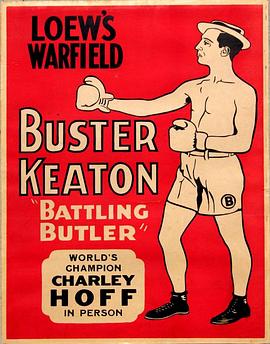 LOEW'S
WARFIELD
BUSTER
KEATON
"BATTLING
BUTLER"
WORLD'S
CHAMPION
CHARLEY
HOFF
IN PERSON
B